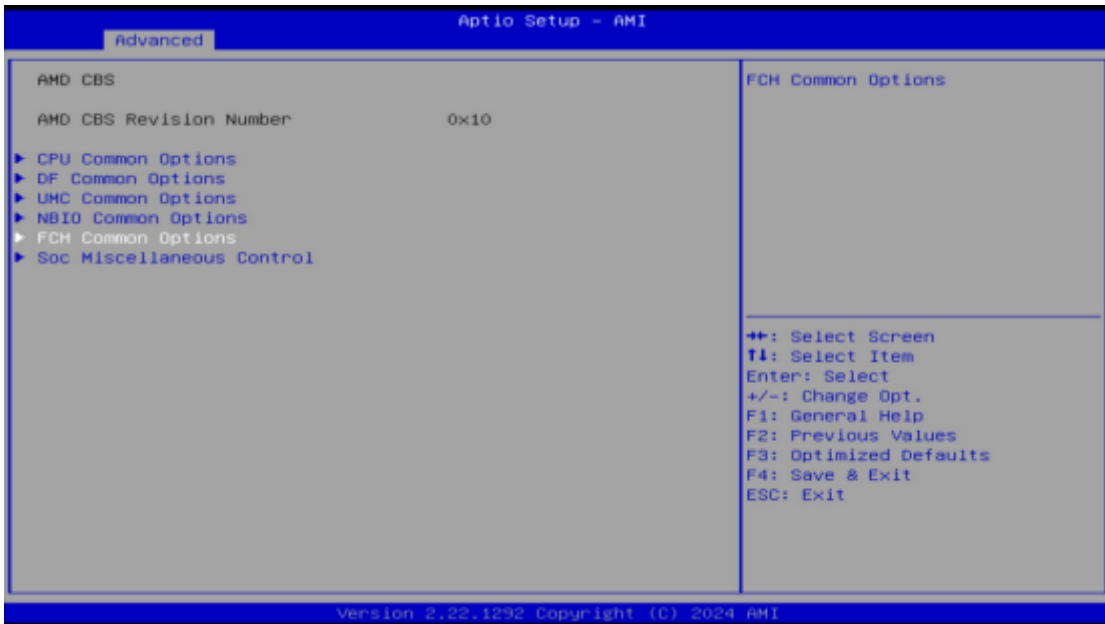 Aptio Setup - AMI
Advanced
AMD CBS
AMD CBS Revision Number 0x10
► CPU Common Options
► DF Common Options
► UMC Common Options
► NBIO Common Options
► FCH Common Options
► Soc Miscellaneous Control
FCH Common Options
→←: Select Screen
↑↓: Select Item
Enter: Select
+/-: Change Opt.
F1: General Help
F2: Previous Values
F3: Optimized Defaults
F4: Save & Exit
ESC: Exit
Version 2.22.1292 Copyright (C) 2024 AMI